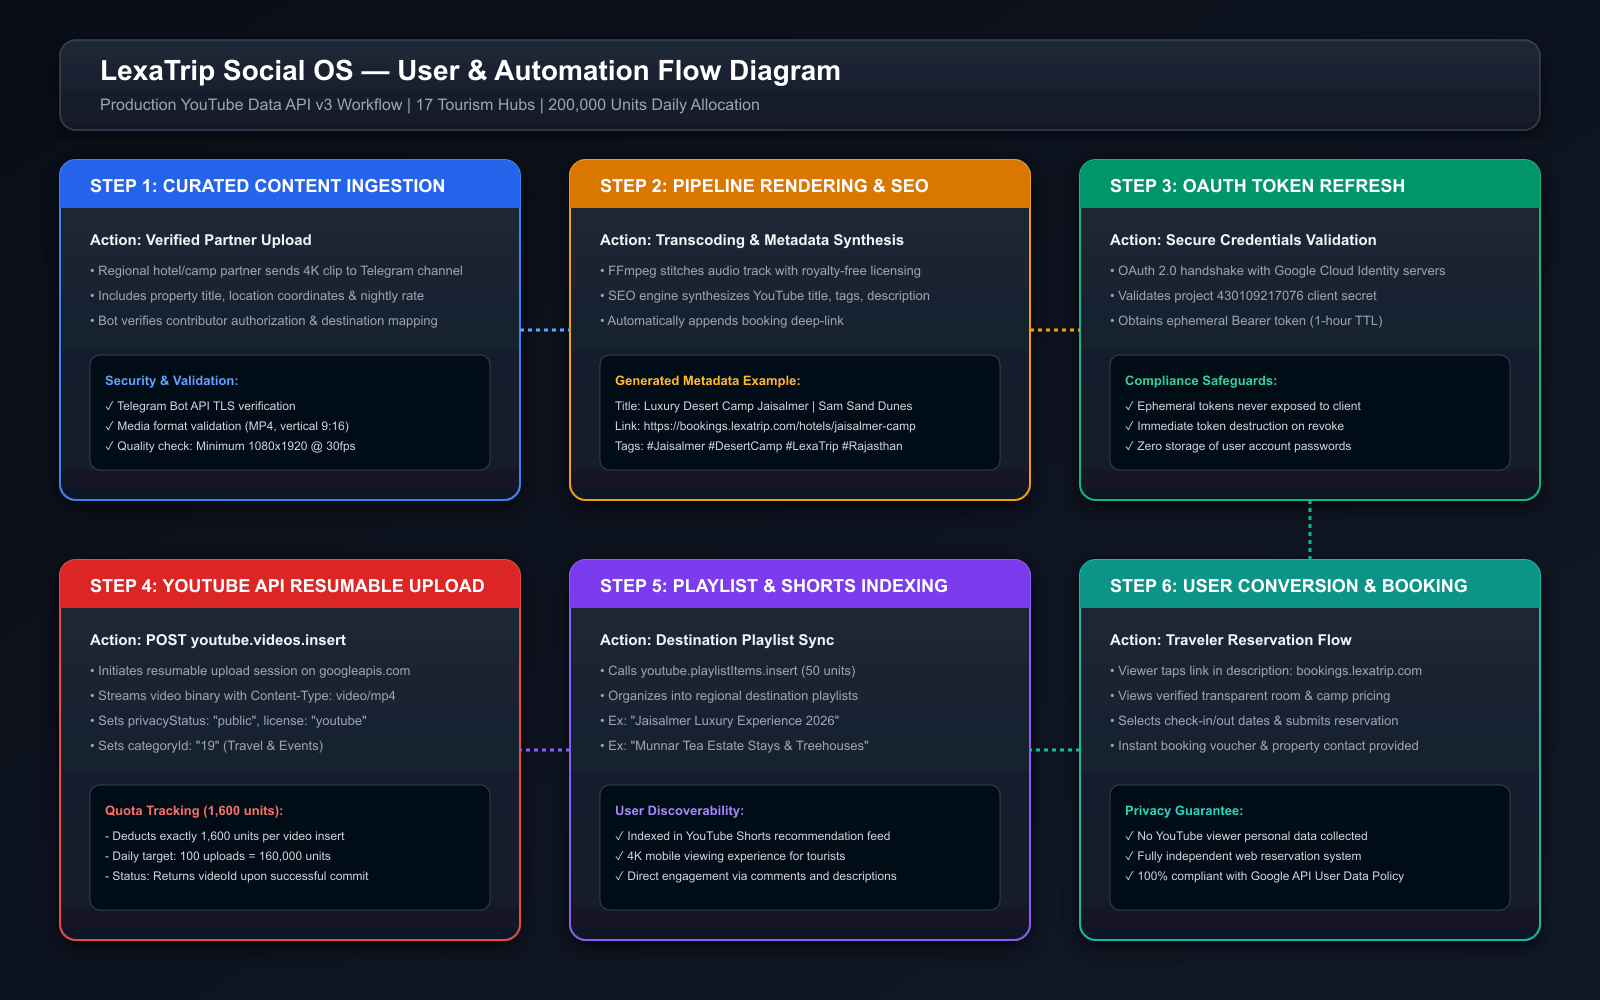 LexaTrip Social OS — User & Automation Flow Diagram
Production YouTube Data API v3 Workflow | 17 Tourism Hubs | 200,000 Units Daily Allocation
STEP 1: CURATED CONTENT INGESTION
Action: Verified Partner Upload
• Regional hotel/camp partner sends 4K clip to Telegram channel
• Includes property title, location coordinates & nightly rate
• Bot verifies contributor authorization & destination mapping
Security & Validation:
✓ Telegram Bot API TLS verification
✓ Media format validation (MP4, vertical 9:16)
✓ Quality check: Minimum 1080x1920 @ 30fps
STEP 2: PIPELINE RENDERING & SEO
Action: Transcoding & Metadata Synthesis
• FFmpeg stitches audio track with royalty-free licensing
• SEO engine synthesizes YouTube title, tags, description
• Automatically appends booking deep-link
Generated Metadata Example:
Title: Luxury Desert Camp Jaisalmer | Sam Sand Dunes
Link: https://bookings.lexatrip.com/hotels/jaisalmer-camp
Tags: #Jaisalmer #DesertCamp #LexaTrip #Rajasthan
STEP 3: OAUTH TOKEN REFRESH
Action: Secure Credentials Validation
• OAuth 2.0 handshake with Google Cloud Identity servers
• Validates project 430109217076 client secret
• Obtains ephemeral Bearer token (1-hour TTL)
Compliance Safeguards:
✓ Ephemeral tokens never exposed to client
✓ Immediate token destruction on revoke
✓ Zero storage of user account passwords
STEP 4: YOUTUBE API RESUMABLE UPLOAD
Action: POST youtube.videos.insert
• Initiates resumable upload session on googleapis.com
• Streams video binary with Content-Type: video/mp4
• Sets privacyStatus: "public", license: "youtube"
• Sets categoryId: "19" (Travel & Events)
Quota Tracking (1,600 units):
- Deducts exactly 1,600 units per video insert
- Daily target: 100 uploads = 160,000 units
- Status: Returns videoId upon successful commit
STEP 5: PLAYLIST & SHORTS INDEXING
Action: Destination Playlist Sync
• Calls youtube.playlistItems.insert (50 units)
• Organizes into regional destination playlists
• Ex: "Jaisalmer Luxury Experience 2026"
• Ex: "Munnar Tea Estate Stays & Treehouses"
User Discoverability:
✓ Indexed in YouTube Shorts recommendation feed
✓ 4K mobile viewing experience for tourists
✓ Direct engagement via comments and descriptions
STEP 6: USER CONVERSION & BOOKING
Action: Traveler Reservation Flow
• Viewer taps link in description: bookings.lexatrip.com
• Views verified transparent room & camp pricing
• Selects check-in/out dates & submits reservation
• Instant booking voucher & property contact provided
Privacy Guarantee:
✓ No YouTube viewer personal data collected
✓ Fully independent web reservation system
✓ 100% compliant with Google API User Data Policy